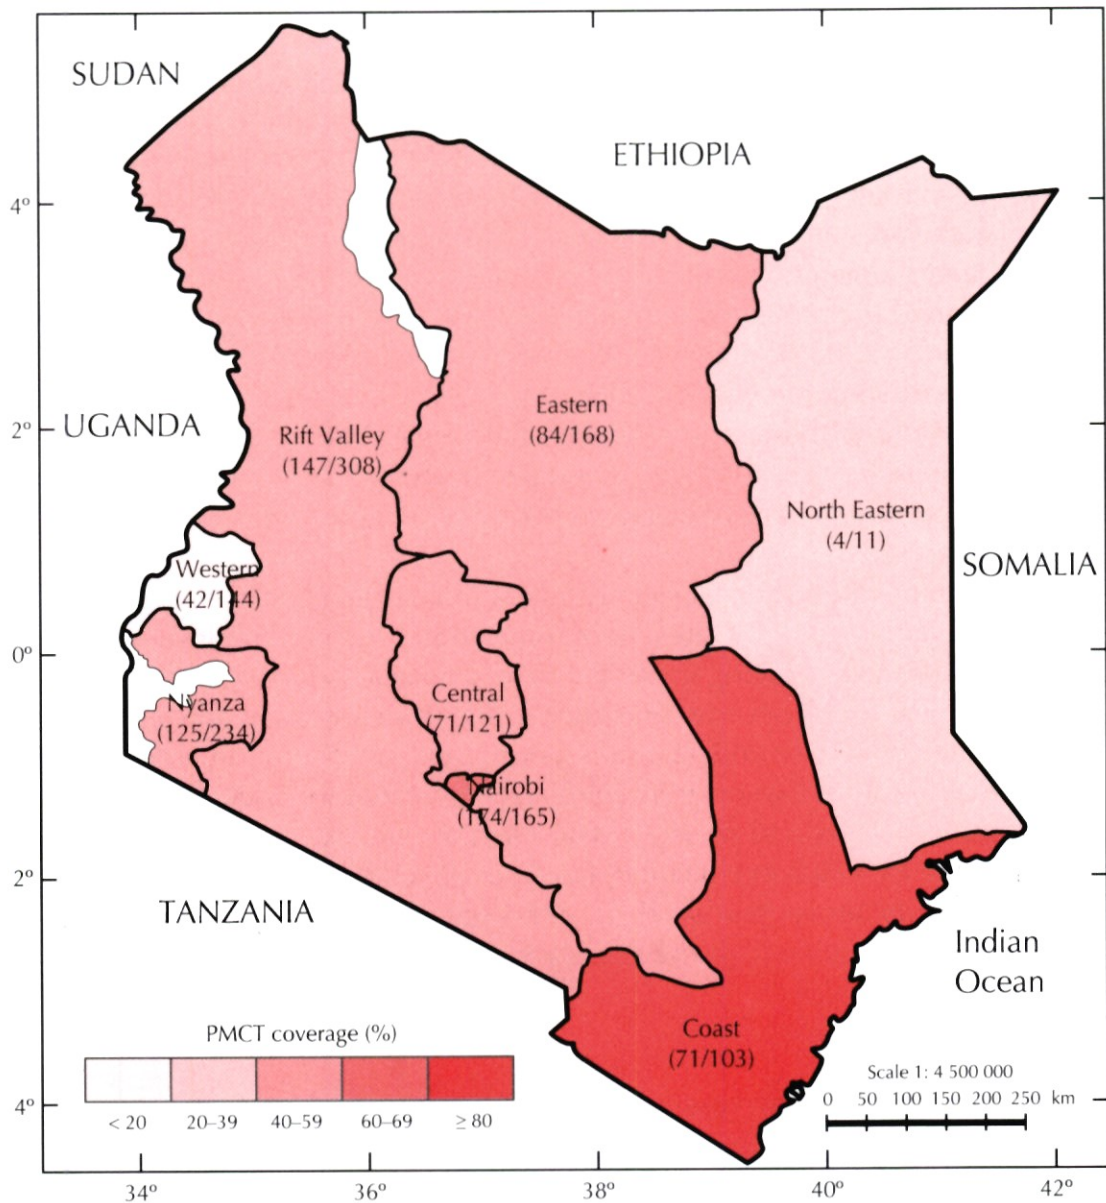 SUDAN
ETHIOPIA
4°
2°
UGANDA
Rift Valley
(147/308)
Eastern
(84/168)
North Eastern
(4/11)
SOMALIA
Western
(42/144)
0°
Nyanza
(125/234)
Central
(71/121)
Nairobi
(174/165)
2°
TANZANIA
Indian
Ocean
Coast
(71/103)
PMCT coverage (%)
< 20 20–39 40–59 60–69 ≥ 80
Scale 1: 4 500 000
0 50 100 150 200 250 km
4°
34° 36° 38° 40° 42°